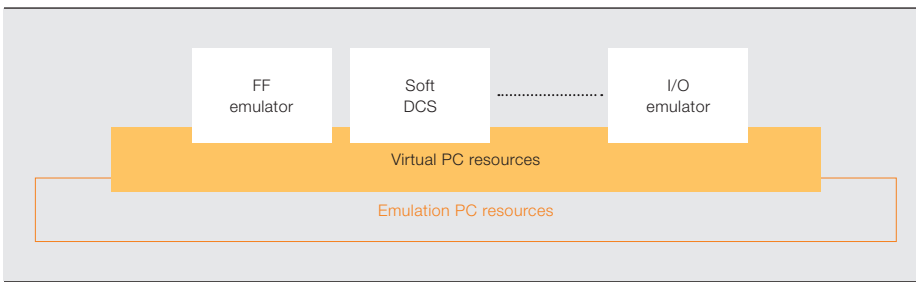 FF
emulator
Soft
DCS
I/O
emulator
Virtual PC resources
Emulation PC resources